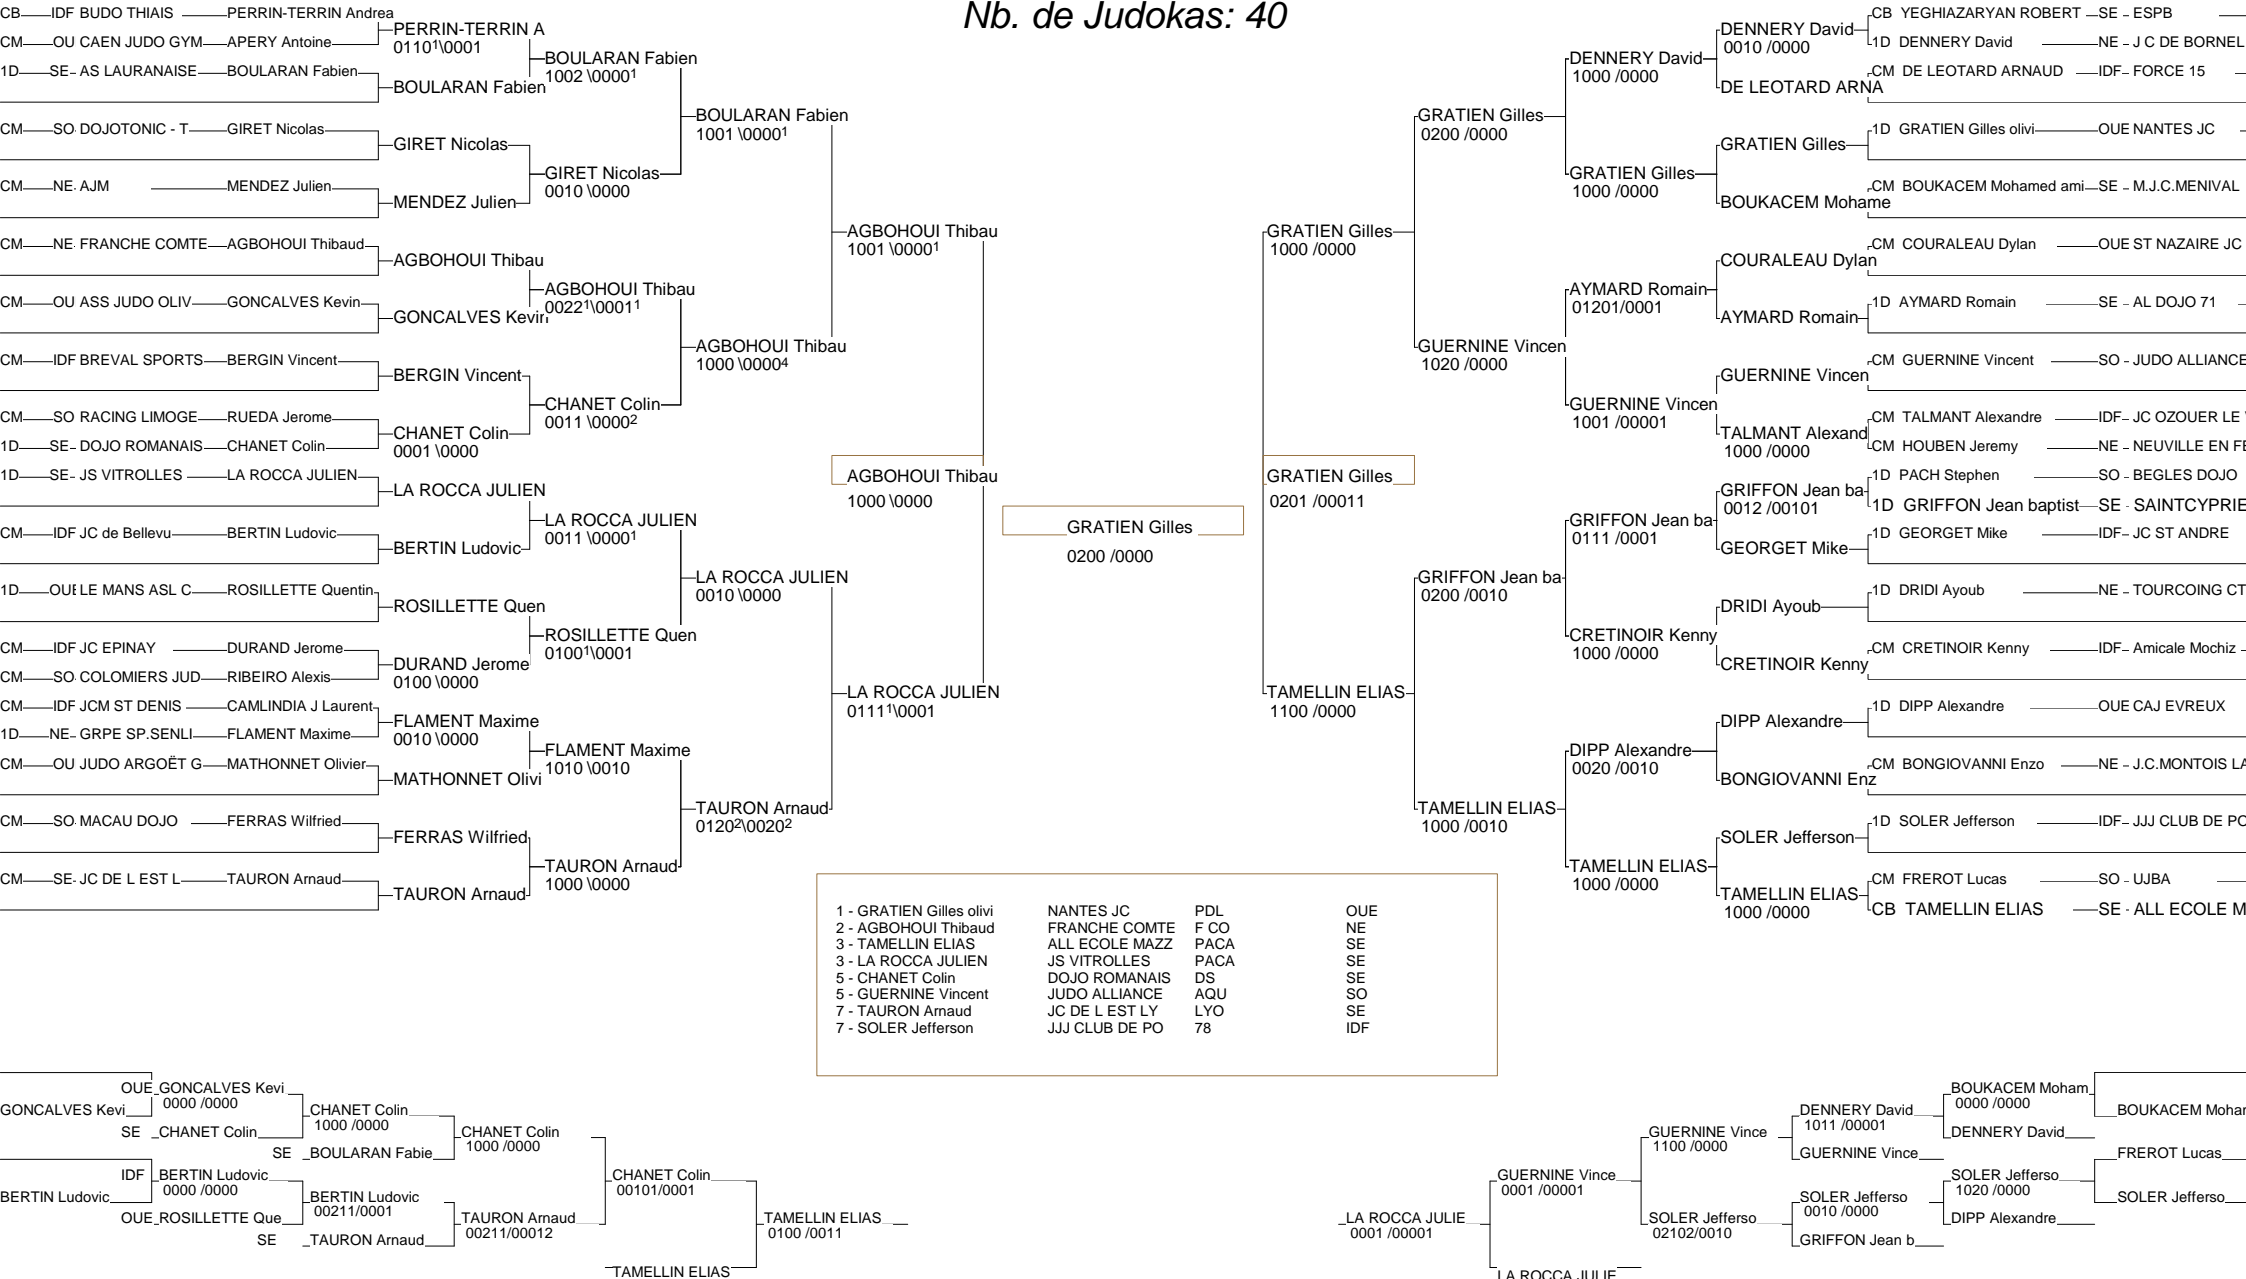 Nb. de Judokas: 40
CB IDF BUDO THIAIS PERRIN-TERRIN Andrea
CM OU CAEN JUDO GYM APERY Antoine
1D SE- AS LAURANAISE BOULARAN Fabien
CM SO DOJOTONIC - T GIRET Nicolas
CM NE AJM MENDEZ Julien
CM NE FRANCHE COMTE AGBOHOUI Thibaud
CM OU ASS JUDO OLIV GONCALVES Kevin
CM IDF BREVAL SPORTS BERGIN Vincent
CM SO RACING LIMOGE RUEDA Jerome
1D SE- DOJO ROMANAIS CHANET Colin
1D SE- JS VITROLLES LA ROCCA JULIEN
CM IDF JC de Bellevu BERTIN Ludovic
1D OUE LE MANS ASL C ROSILLETTE Quentin
CM IDF JC EPINAY DURAND Jerome
CM SO COLOMIERS JUD RIBEIRO Alexis
CM IDF JCM ST DENIS CAMLINDIA J Laurent
1D NE- GRPE SP.SENLI FLAMENT Maxime
CM OU JUDO ARGOËT G MATHONNET Olivier
CM SO MACAU DOJO FERRAS Wilfried
CM SE- JC DE L EST L TAURON Arnaud
PERRIN-TERRIN A
0110¹\0001
BOULARAN Fabien
GIRET Nicolas
MENDEZ Julien
AGBOHOUI Thibau
GONCALVES Kevin
BERGIN Vincent
CHANET Colin
0001 \0000
LA ROCCA JULIEN
BERTIN Ludovic
ROSILLETTE Quen
DURAND Jerome
0100 \0000
FLAMENT Maxime
0010 \0000
MATHONNET Olivi
FERRAS Wilfried
TAURON Arnaud
BOULARAN Fabien
1002 \0000¹
GIRET Nicolas
0010 \0000
AGBOHOUI Thibau
0022¹\0001¹
CHANET Colin
0011 \0000²
LA ROCCA JULIEN
0011 \0000¹
ROSILLETTE Quen
0100¹\0001
FLAMENT Maxime
1010 \0010
TAURON Arnaud
1000 \0000
BOULARAN Fabien
1001 \0000¹
AGBOHOUI Thibau
1000 \0000⁴
LA ROCCA JULIEN
0010 \0000
TAURON Arnaud
0120²\0020²
AGBOHOUI Thibau
1001 \0000¹
LA ROCCA JULIEN
0111¹\0001
AGBOHOUI Thibau
1000 \0000
GRATIEN Gilles
0200 /0000
GRATIEN Gilles
0201 /00011
GRATIEN Gilles
1000 /0000
TAMELLIN ELIAS
1100 /0000
GRATIEN Gilles
0200 /0000
GUERNINE Vincen
1020 /0000
GRIFFON Jean ba
0200 /0010
TAMELLIN ELIAS
1000 /0010
DENNERY David
1000 /0000
GRATIEN Gilles
1000 /0000
AYMARD Romain
01201/0001
GUERNINE Vincen
1001 /00001
GRIFFON Jean ba
0111 /0001
CRETINOIR Kenny
1000 /0000
DIPP Alexandre
0020 /0010
TAMELLIN ELIAS
1000 /0000
DENNERY David
0010 /0000
DE LEOTARD ARNA
GRATIEN Gilles
BOUKACEM Mohame
COURALEAU Dylan
AYMARD Romain
GUERNINE Vincen
TALMANT Alexand
1000 /0000
GRIFFON Jean ba
0012 /00101
GEORGET Mike
DRIDI Ayoub
CRETINOIR Kenny
DIPP Alexandre
BONGIOVANNI Enz
SOLER Jefferson
TAMELLIN ELIAS
1000 /0000
CB YEGHIAZARYAN ROBERT SE - ESPB
1D DENNERY David NE - J C DE BORNEL
CM DE LEOTARD ARNAUD IDF- FORCE 15
1D GRATIEN Gilles olivi OUE NANTES JC
CM BOUKACEM Mohamed ami SE - M.J.C.MENIVAL
CM COURALEAU Dylan OUE ST NAZAIRE JC
1D AYMARD Romain SE - AL DOJO 71
CM GUERNINE Vincent SO - JUDO ALLIANCE
CM TALMANT Alexandre IDF- JC OZOUER LE
CM HOUBEN Jeremy NE - NEUVILLE EN FE
1D PACH Stephen SO - BEGLES DOJO
1D GRIFFON Jean baptist SE - SAINTCYPRIE
1D GEORGET Mike IDF- JC ST ANDRE
1D DRIDI Ayoub NE - TOURCOING CT
CM CRETINOIR Kenny IDF- Amicale Mochiz
1D DIPP Alexandre OUE CAJ EVREUX
CM BONGIOVANNI Enzo NE - J.C.MONTOIS LA
1D SOLER Jefferson IDF- JJJ CLUB DE PO
CM FREROT Lucas SO - UJBA
CB TAMELLIN ELIAS SE - ALL ECOLE M
1 - GRATIEN Gilles olivi NANTES JC PDL OUE
2 - AGBOHOUI Thibaud FRANCHE COMTE F CO NE
3 - TAMELLIN ELIAS ALL ECOLE MAZZ PACA SE
3 - LA ROCCA JULIEN JS VITROLLES PACA SE
5 - CHANET Colin DOJO ROMANAIS DS SE
5 - GUERNINE Vincent JUDO ALLIANCE AQU SO
7 - TAURON Arnaud JC DE L EST LY LYO SE
7 - SOLER Jefferson JJJ CLUB DE PO 78 IDF
GONCALVES Kevi
BERTIN Ludovic
OUE GONCALVES Kevi
0000 /0000
SE CHANET Colin
IDF BERTIN Ludovic
0000 /0000
OUE ROSILLETTE Que
CHANET Colin
1000 /0000
SE BOULARAN Fabie
BERTIN Ludovic
00211/0001
SE TAURON Arnaud
CHANET Colin
1000 /0000
TAURON Arnaud
00211/00012
CHANET Colin
00101/0001
TAMELLIN ELIAS
TAMELLIN ELIAS
0100 /0011
LA ROCCA JULIE
0001 /00001
GUERNINE Vince
0001 /00001
LA ROCCA JULIE
GUERNINE Vince
1100 /0000
SOLER Jefferso
02102/0010
DENNERY David
1011 /00001
GUERNINE Vince
SOLER Jefferso
0010 /0000
GRIFFON Jean b
BOUKACEM Moham
0000 /0000
DENNERY David
SOLER Jefferso
1020 /0000
DIPP Alexandre
BOUKACEM Mohar
FREROT Lucas
SOLER Jefferso